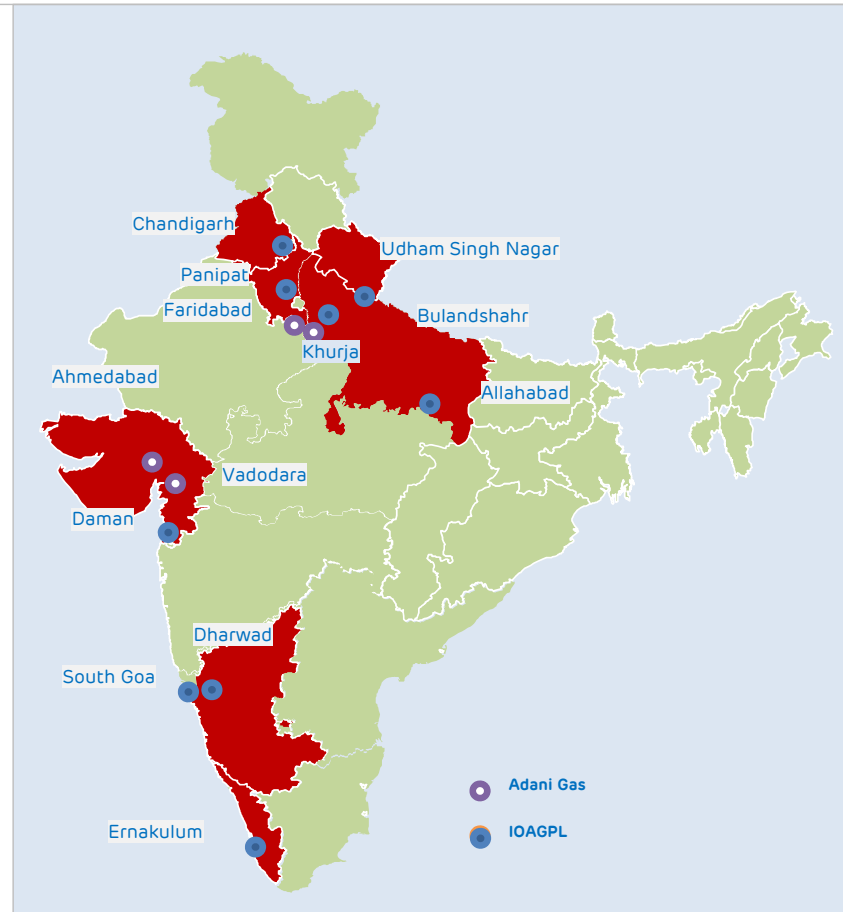 Chandigarh
Udham Singh Nagar
Panipat
Faridabad
Bulandshahr
Khurja
Ahmedabad
Allahabad
Vadodara
Daman
Dharwad
South Goa
Adani Gas
IOAGPL
Ernakulum